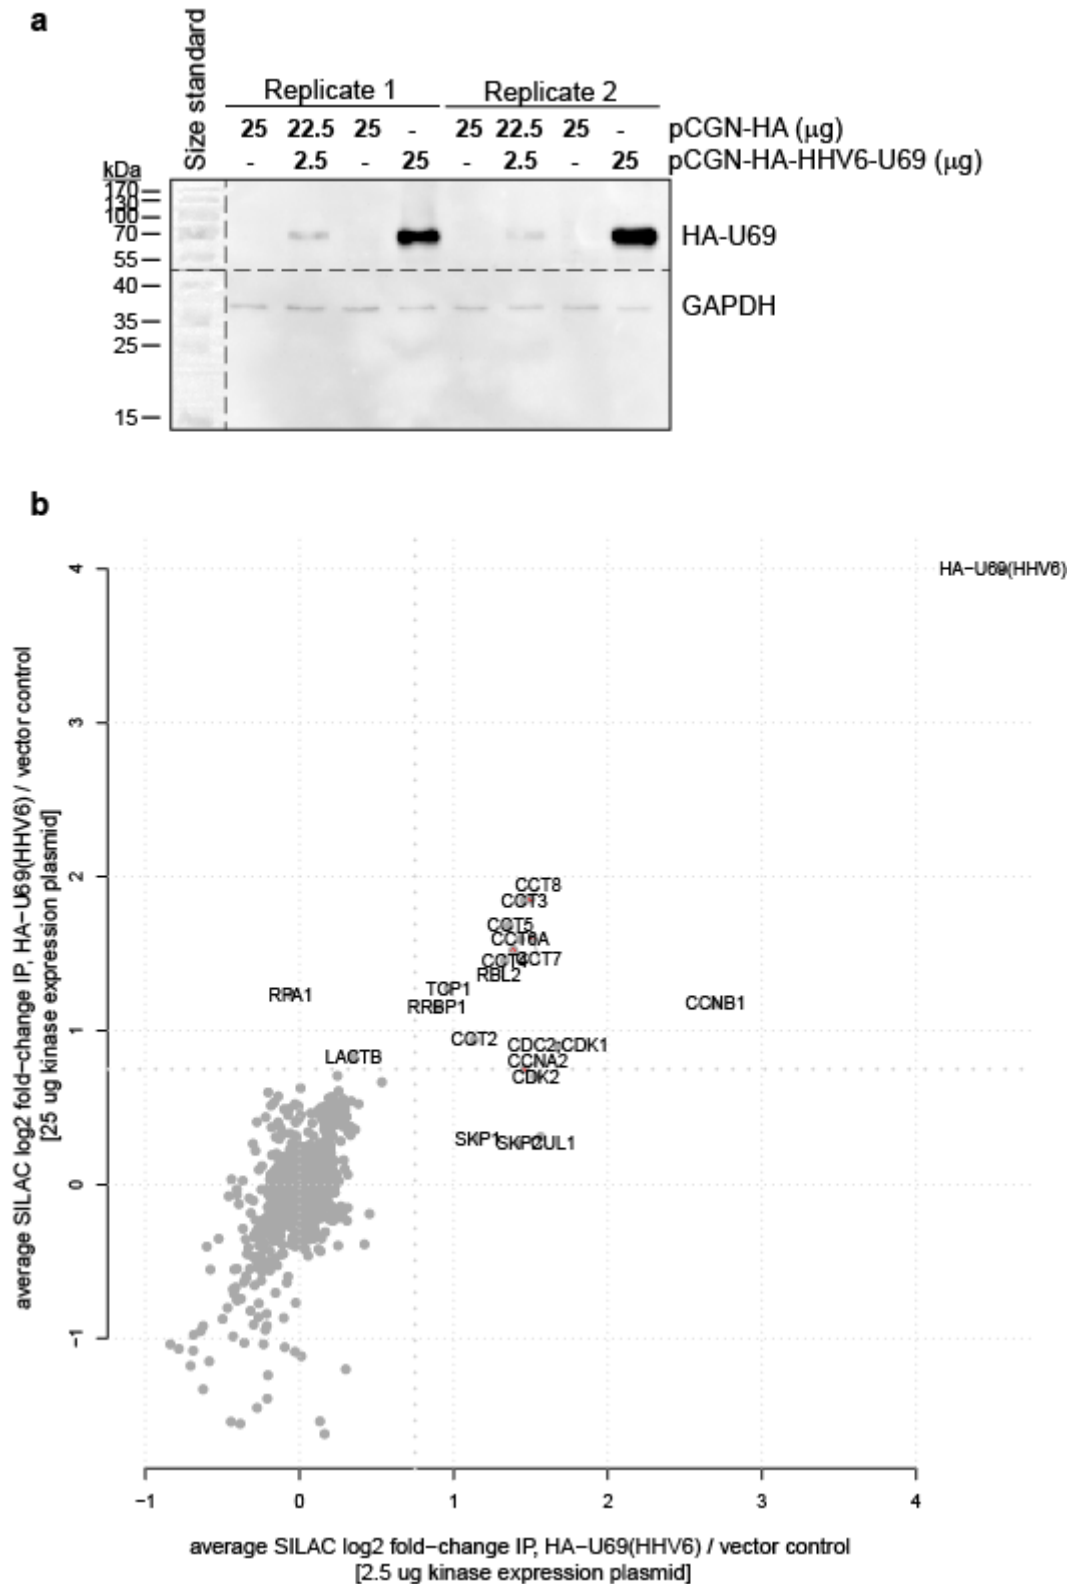 a
Size standard
Replicate 1 Replicate 2
25 22.5 25 - 25 22.5 25 - pCGN-HA (μg)
- 2.5 - 25 - 2.5 - 25 pCGN-HA-HHV6-U69 (μg)
kDa
170
130
100
70 HA-U69
55
40
GAPDH
35
25
15
b
average SILAC log2 fold-change IP, HA-U69(HHV6) / vector control
[25 ug kinase expression plasmid]
4 HA-U69(HHV6)
3
2
CCT8
CCT3
CCT5
CCT6A
CCT4 CCT7
RBL2
TCP1
RPA1 CCNB1
RRBP1
1
CCT2 CDC2;CDK1
LACTB CCNA2
CDK2
SKP1 SKP2 CUL1
0
-1
-1 0 1 2 3 4
average SILAC log2 fold-change IP, HA-U69(HHV6) / vector control
[2.5 ug kinase expression plasmid]